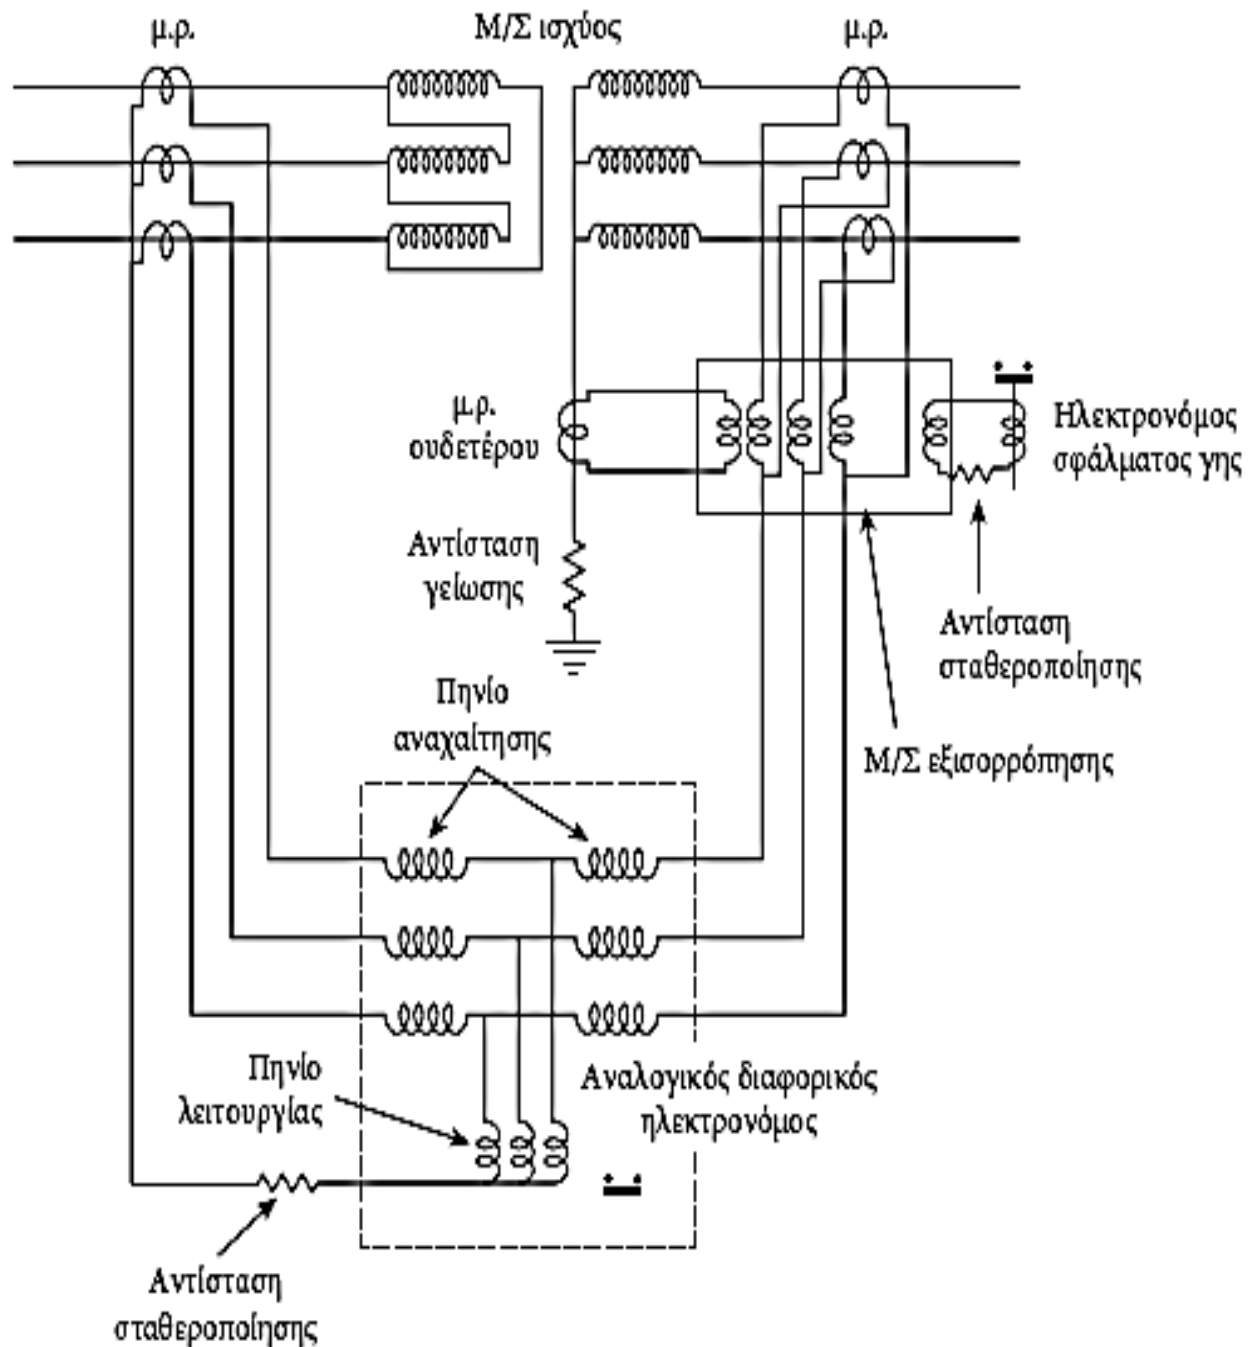 μ.ρ.
Μ/Σ ισχύος
μ.ρ.
μ.ρ.
ουδετέρου
Ηλεκτρονόμος
σφάλματος γης
Αντίσταση
γείωσης
Αντίσταση
σταθεροποίησης
Πηνίο
αναχαίτησης
Μ/Σ εξισορρόπησης
Πηνίο
λειτουργίας
Αναλογικός διαφορικός
ηλεκτρονόμος
Αντίσταση
σταθεροποίησης